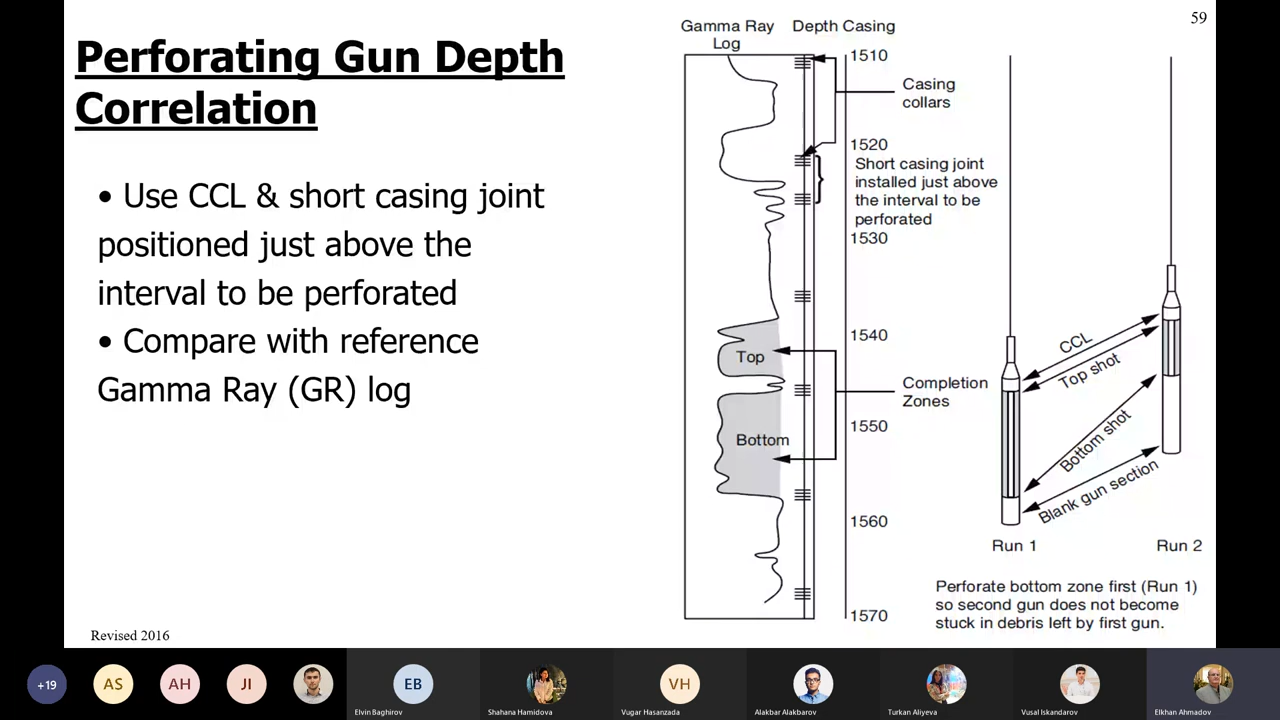 59
Perforating Gun Depth
Correlation
• Use CCL & short casing joint
positioned just above the
interval to be perforated
• Compare with reference
Gamma Ray (GR) log
Revised 2016
Gamma Ray
Log
Depth Casing
1510
Casing
collars
1520
Short casing joint
installed just above
the interval to be
perforated
1530
1540
Top
Completion
Zones
1550
Bottom
1560
1570
CCL
Top shot
Bottom shot
Blank gun section
Run 1
Run 2
Perforate bottom zone first (Run 1)
so second gun does not become
stuck in debris left by first gun.
+19
AS
AH
JI
EB
VH
Elvin Baghirov
Shahana Hamidova
Vugar Hasanzada
Alakbar Alakbarov
Turkan Aliyeva
Vusal Iskandarov
Elkhan Ahmadov